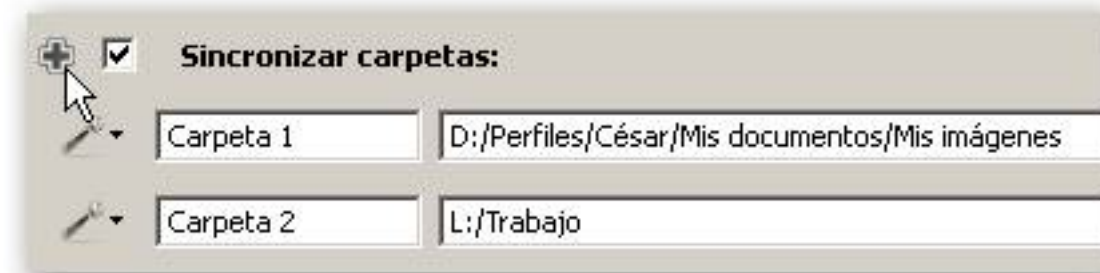 Sincronizar carpetas:
Carpeta 1 D:/Perfiles/César/Mis documentos/Mis imágenes
Carpeta 2 L:/Trabajo